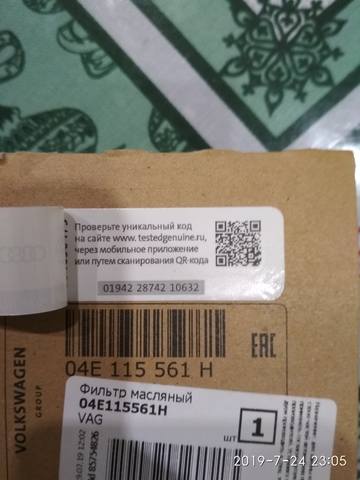 Проверьте уникальный код
на сайте www. testedgenuine.ru,
через мобильное приложение
или путем сканирования QR-кода
01942 28742 10632
04E 115 561 H
EAC
VOLKSWAGEN
GROUP
Фильтр масляный
04E115561H
VAG
шт
1
2019-7-24 23:05